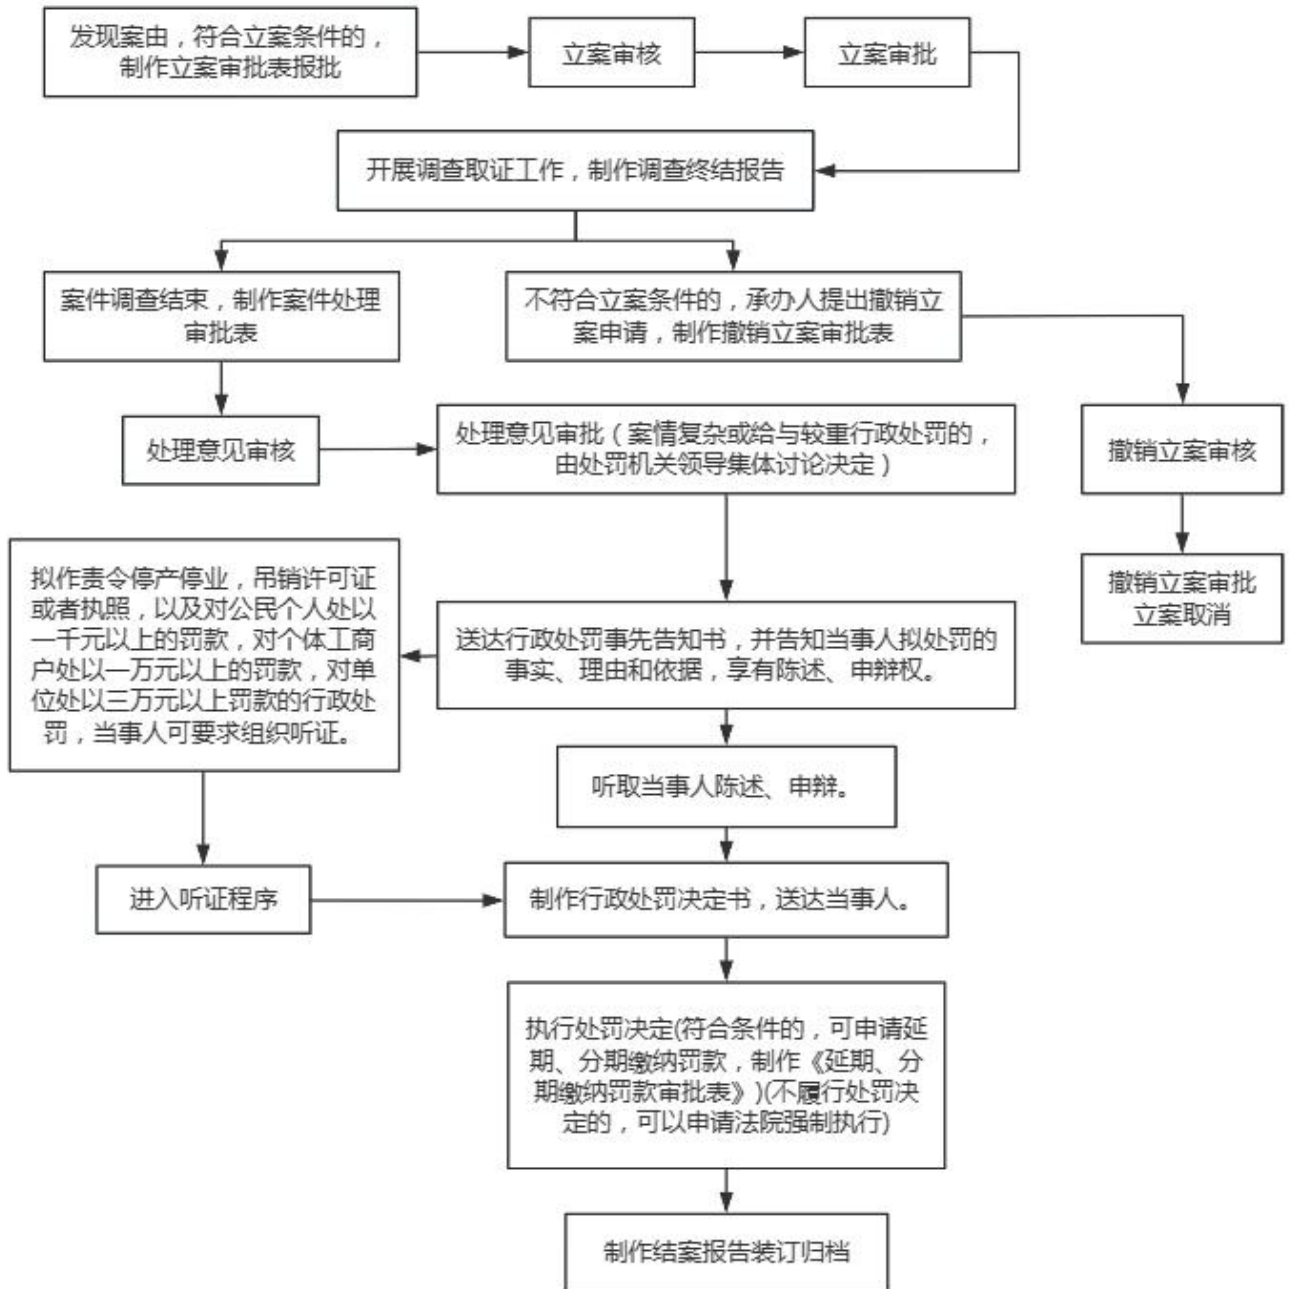 发现案由，符合立案条件的，
制作立案审批表报批
立案审核
立案审批
开展调查取证工作，制作调查终结报告
案件调查结束，制作案件处理
审批表
不符合立案条件的，承办人提出撤销立
案申请，制作撤销立案审批表
处理意见审核
处理意见审批（案情复杂或给与较重行政处罚的，
由处罚机关领导集体讨论决定）
撤销立案审核
撤销立案审批
立案取消
拟作责令停产停业，吊销许可证
或者执照，以及对公民个人处以
一千元以上的罚款，对个体工商
户处以一万元以上的罚款，对单
位处以三万元以上罚款的行政处
罚，当事人可要求组织听证。
送达行政处罚事先告知书，并告知当事人拟处罚的
事实、理由和依据，享有陈述、申辩权。
听取当事人陈述、申辩。
进入听证程序
制作行政处罚决定书，送达当事人。
执行处罚决定(符合条件的，可申请延
期、分期缴纳罚款，制作《延期、分
期缴纳罚款审批表》)(不履行处罚决
定的，可以申请法院强制执行)
制作结案报告装订归档